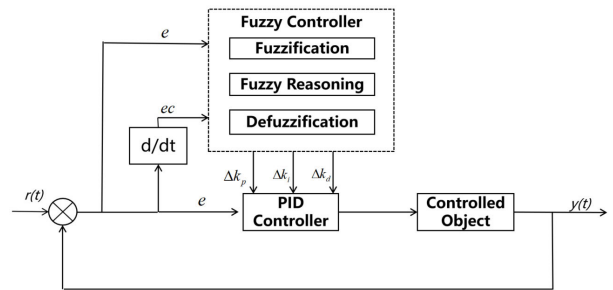 Fuzzy Controller
e
Fuzzification
Fuzzy Reasoning
ec
Defuzzification
d/dt
Δk_p Δk_i Δk_d
r(t)
e
PID
Controller
Controlled
Object
y(t)